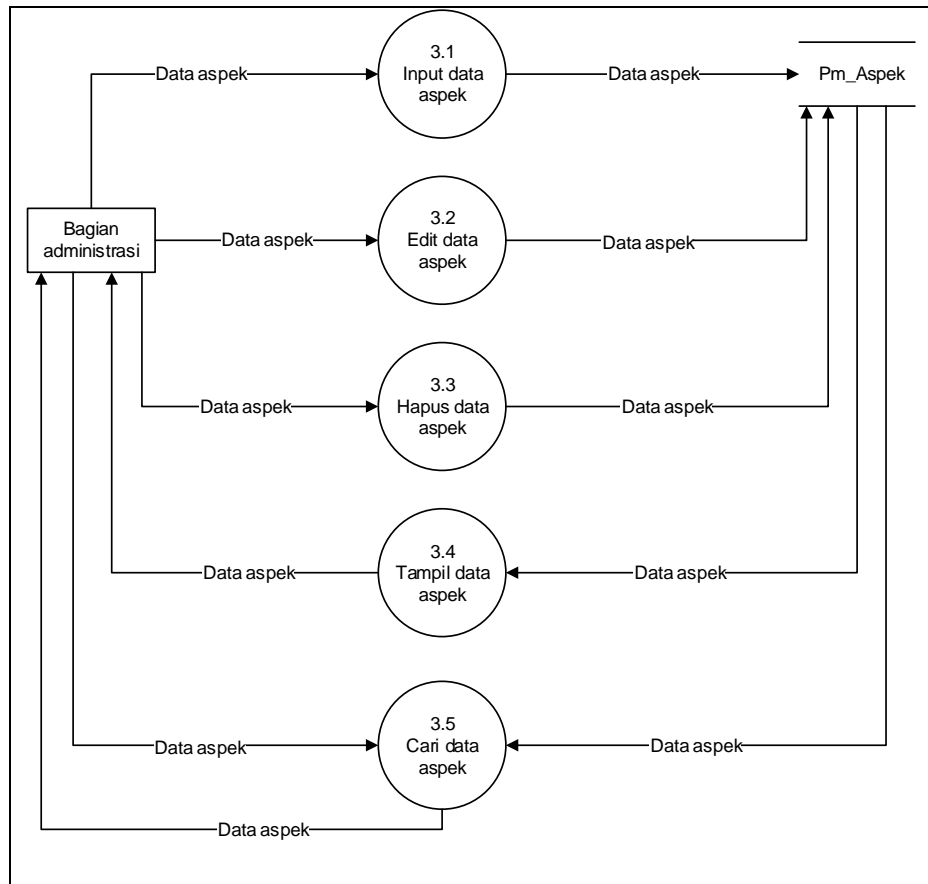 3.1
Input data
aspek
Data aspek
Data aspek
Pm_Aspek
Bagian
administrasi
Data aspek
3.2
Edit data
aspek
Data aspek
Data aspek
3.3
Hapus data
aspek
Data aspek
Data aspek
3.4
Tampil data
aspek
Data aspek
Data aspek
3.5
Cari data
aspek
Data aspek
Data aspek